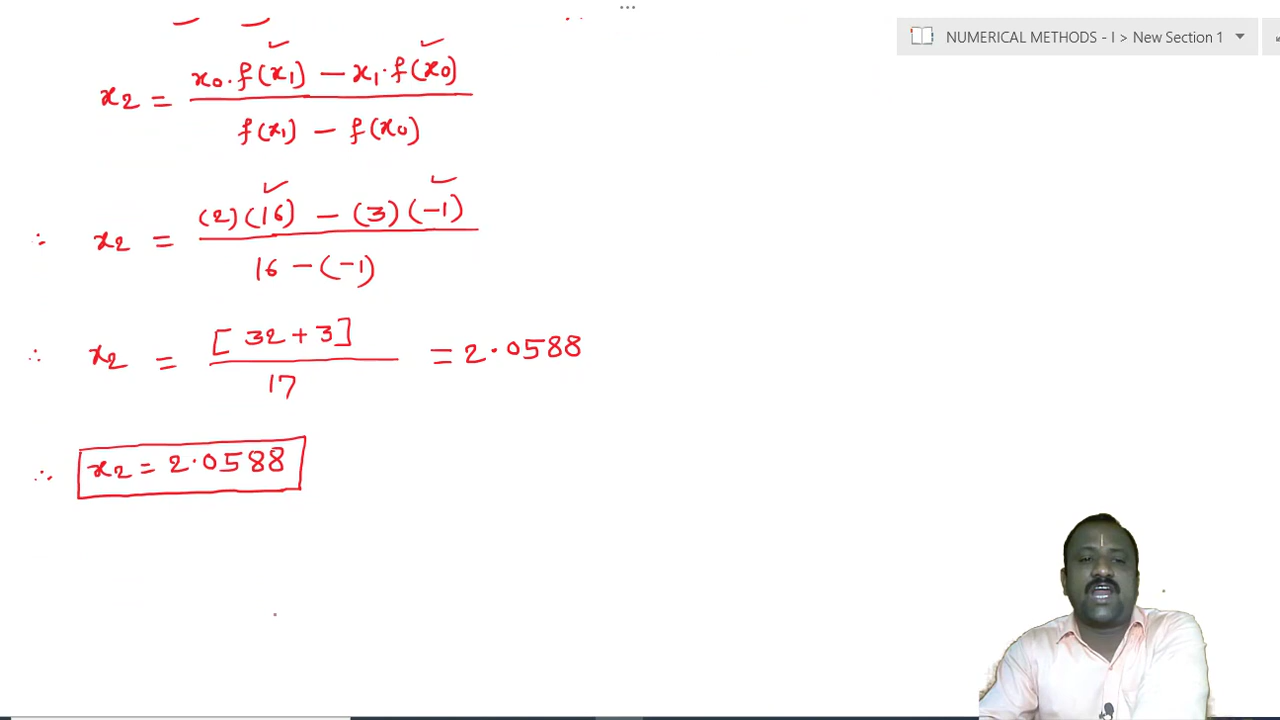 ...
NUMERICAL METHODS - I > New Section 1
x₂ = x₀·f(x₁) − x₁·f(x₀) / f(x₁) − f(x₀)
∴ x₂ = (2)(16) − (3)(−1) / 16 − (−1)
∴ x₂ = [32 + 3] / 17 = 2.0588
∴ x₂ = 2.0588